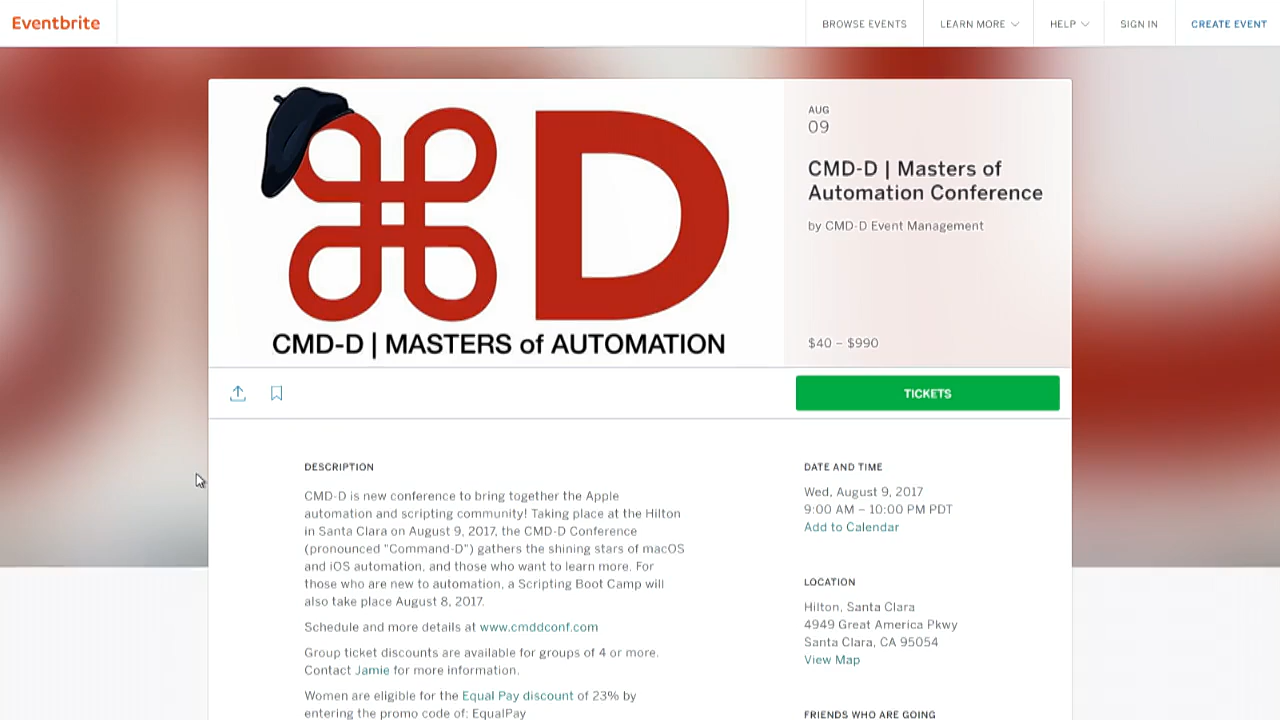 Eventbrite
BROWSE EVENTS
LEARN MORE
HELP
SIGN IN
CREATE EVENT
⌘ D
CMD-D | MASTERS of AUTOMATION
AUG
09
CMD-D | Masters of
Automation Conference
by CMD-D Event Management
$40 – $990
TICKETS
DESCRIPTION
CMD-D is new conference to bring together the Apple
automation and scripting community! Taking place at the Hilton
in Santa Clara on August 9, 2017, the CMD-D Conference
(pronounced "Command-D") gathers the shining stars of macOS
and iOS automation, and those who want to learn more. For
those who are new to automation, a Scripting Boot Camp will
also take place August 8, 2017.
Schedule and more details at www.cmddconf.com
Group ticket discounts are available for groups of 4 or more.
Contact Jamie for more information.
Women are eligible for the Equal Pay discount of 23% by
entering the promo code of: EqualPay
DATE AND TIME
Wed, August 9, 2017
9:00 AM – 10:00 PM PDT
Add to Calendar
LOCATION
Hilton, Santa Clara
4949 Great America Pkwy
Santa Clara, CA 95054
View Map
FRIENDS WHO ARE GOING